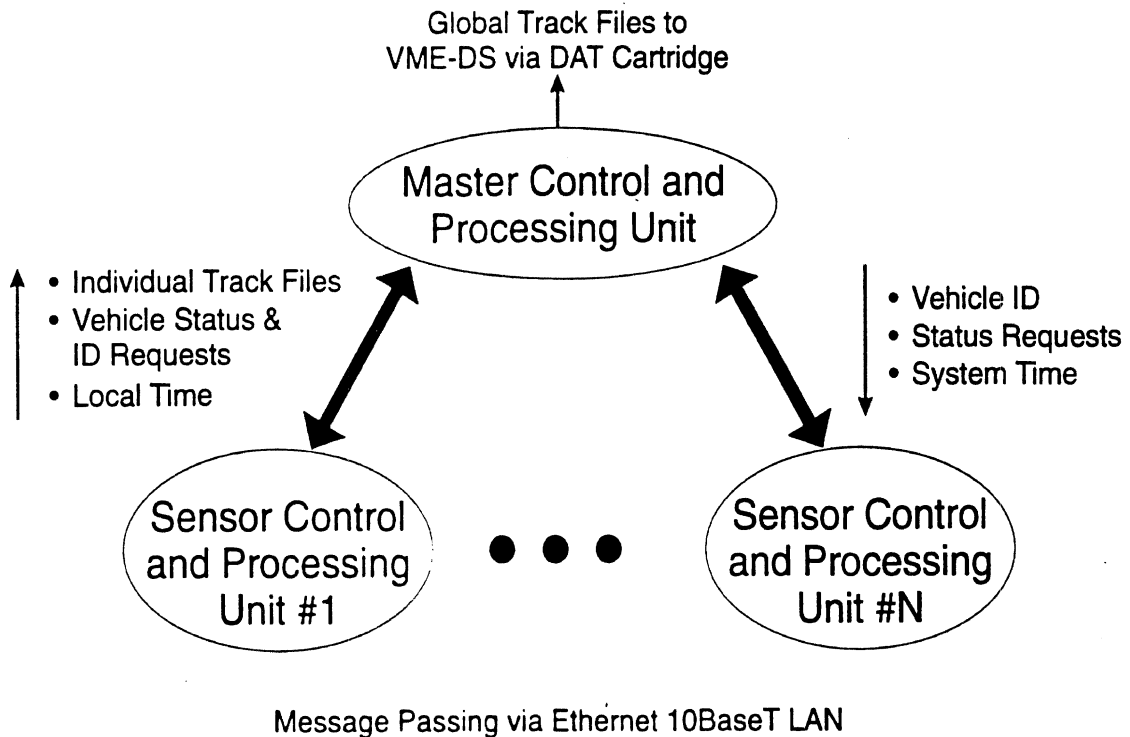 Global Track Files to
VME-DS via DAT Cartridge
Master Control and
Processing Unit
• Individual Track Files
• Vehicle Status &
ID Requests
• Local Time
• Vehicle ID
• Status Requests
• System Time
Sensor Control
and Processing
Unit #1
Sensor Control
and Processing
Unit #N
Message Passing via Ethernet 10BaseT LAN